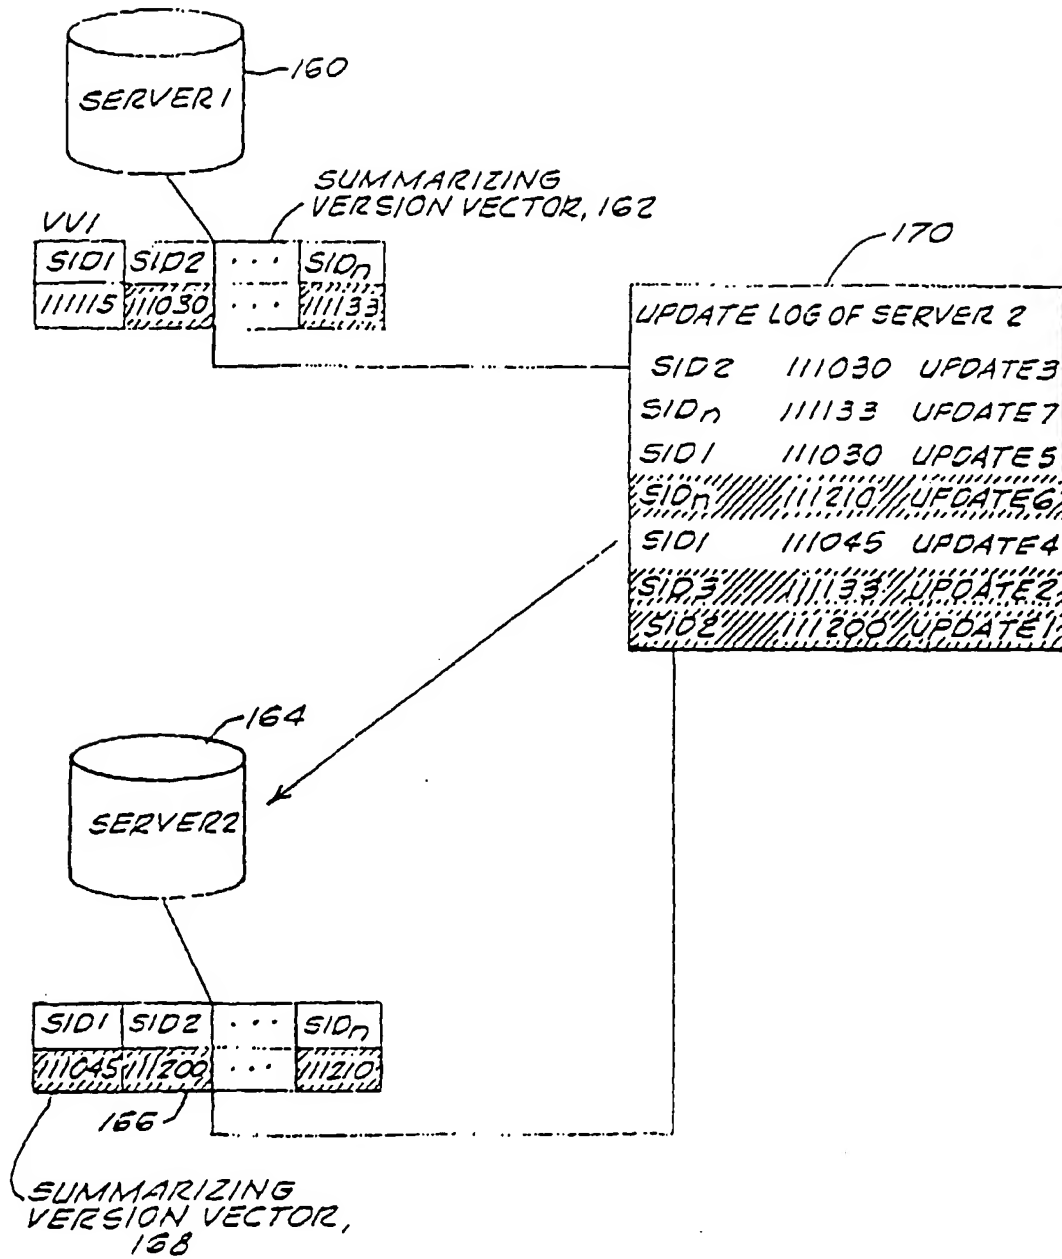 SERVER1
160
SUMMARIZING
VERSION VECTOR, 162
VV1
SID1 SID2 ... SIDn
111115 111030 ... 111133
170
UPDATE LOG OF SERVER 2
SID2 111030 UPDATE3
SIDn 111133 UPDATE7
SID1 111030 UPDATE5
SIDn 111210 UPDATE6
SID1 111045 UPDATE4
SID3 111133 UPDATE2
SID2 111200 UPDATE1
164
SERVER2
SID1 SID2 ... SIDn
111045 111200 ... 111210
166
SUMMARIZING
VERSION VECTOR,
168